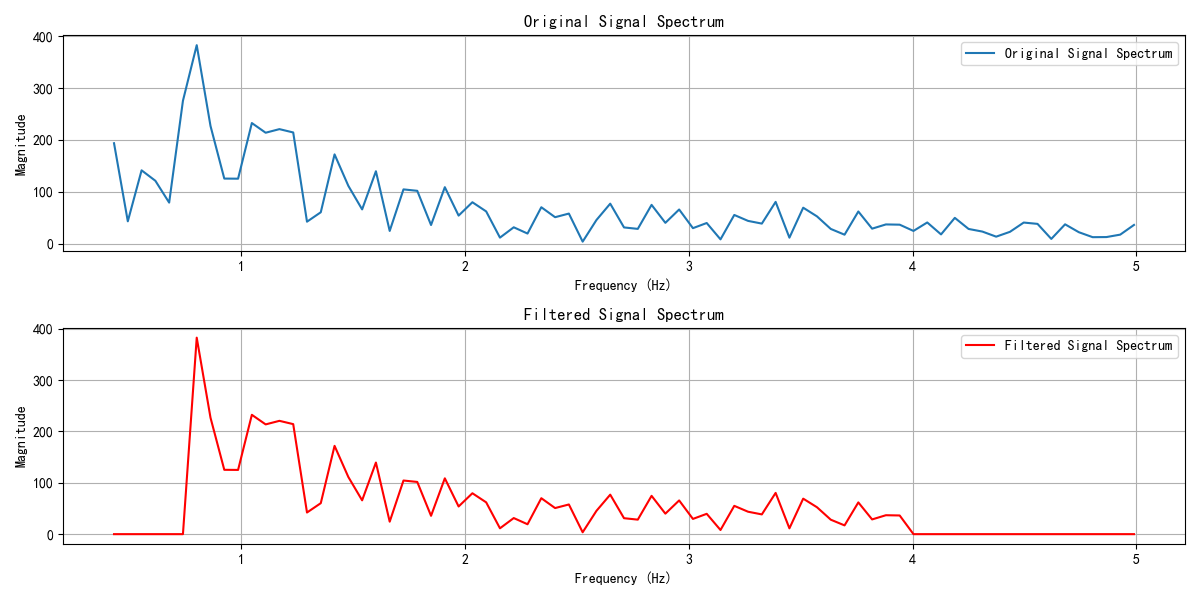 Original Signal Spectrum
400
300
200
100
0
Magnitude
Original Signal Spectrum
1 2 3 4 5
Frequency (Hz)
Filtered Signal Spectrum
400
300
200
100
0
Magnitude
Filtered Signal Spectrum
1 2 3 4 5
Frequency (Hz)